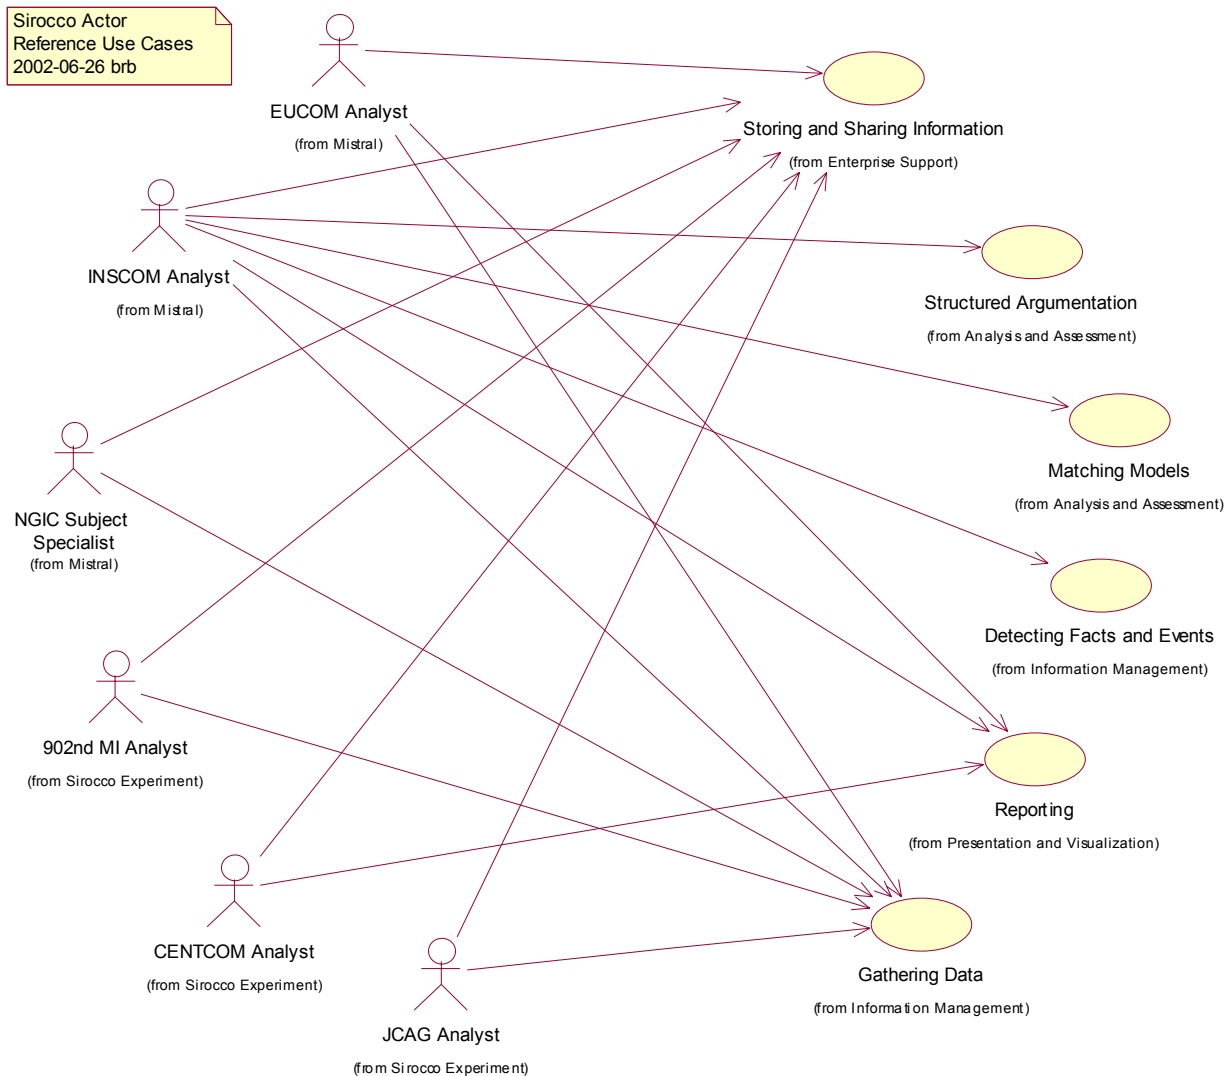 Sirocco Actor
Reference Use Cases
2002-06-26 brb
EUCOM Analyst
(from Mistral)
Storing and Sharing Information
(from Enterprise Support)
INSCOM Analyst
(from Mistral)
Structured Argumentation
(from Analysis and Assessment)
Matching Models
(from Analysis and Assessment)
NGIC Subject
Specialist
(from Mistral)
Detecting Facts and Events
(from Information Management)
902nd MI Analyst
(from Sirocco Experiment)
Reporting
(from Presentation and Visualization)
CENTCOM Analyst
(from Sirocco Experiment)
Gathering Data
(from Information Management)
JCAG Analyst
(from Sirocco Experiment)